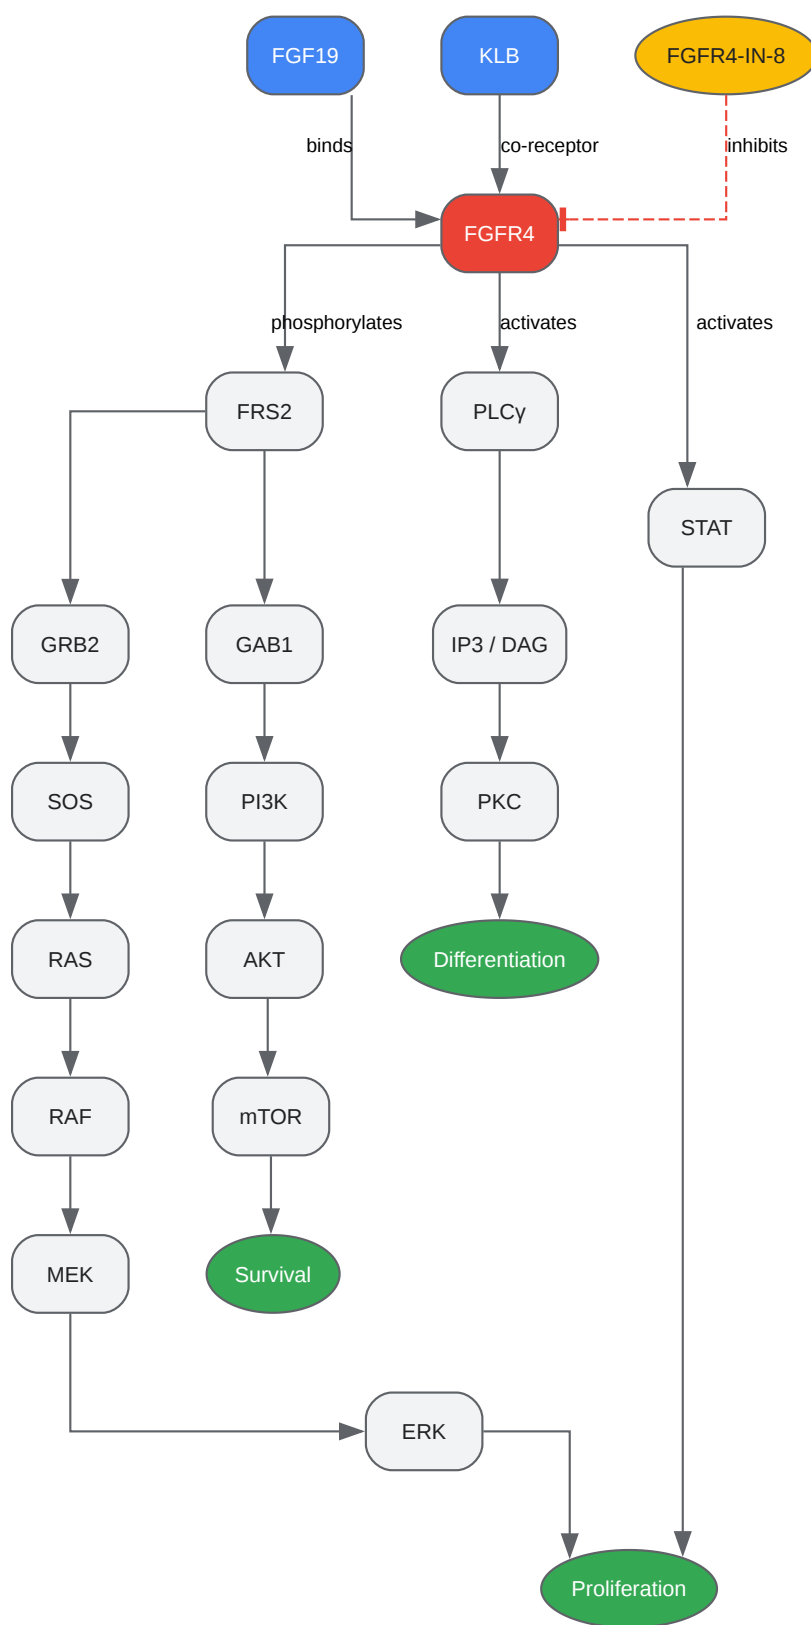 FGF19
KLB
FGFR4-IN-8
binds
co-receptor
inhibits
FGFR4
phosphorylates
activates
activates
FRS2
PLCγ
STAT
GRB2
GAB1
IP3 / DAG
SOS
PI3K
PKC
RAS
AKT
Differentiation
RAF
mTOR
MEK
Survival
ERK
Proliferation